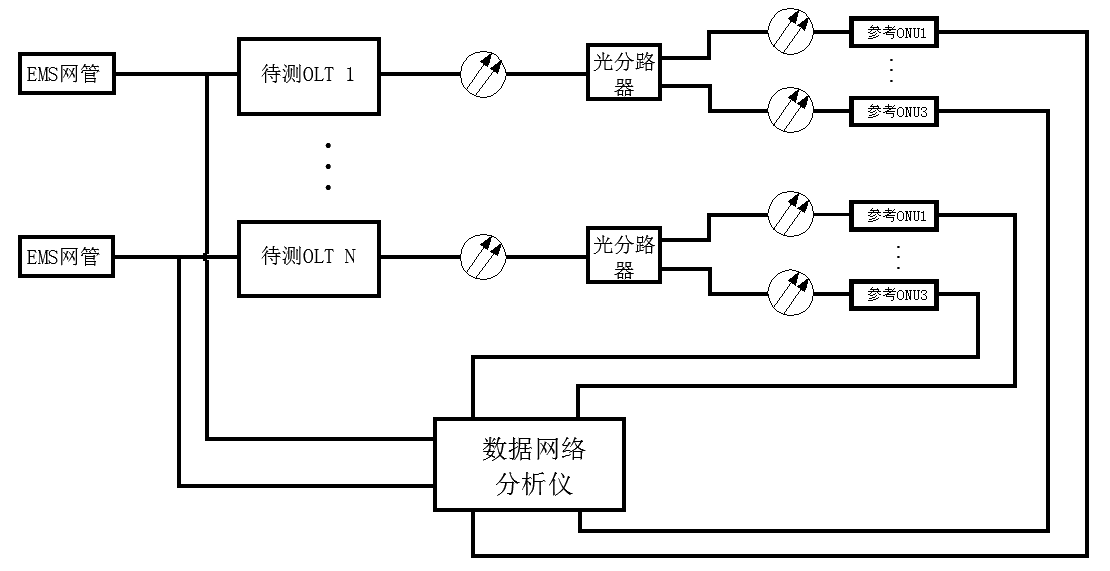 参考ONU1
EMS网管
待测OLT 1
光分路
器
参考ONU3
参考ONU1
EMS网管
待测OLT N
光分路
器
参考ONU3
数据网络
分析仪